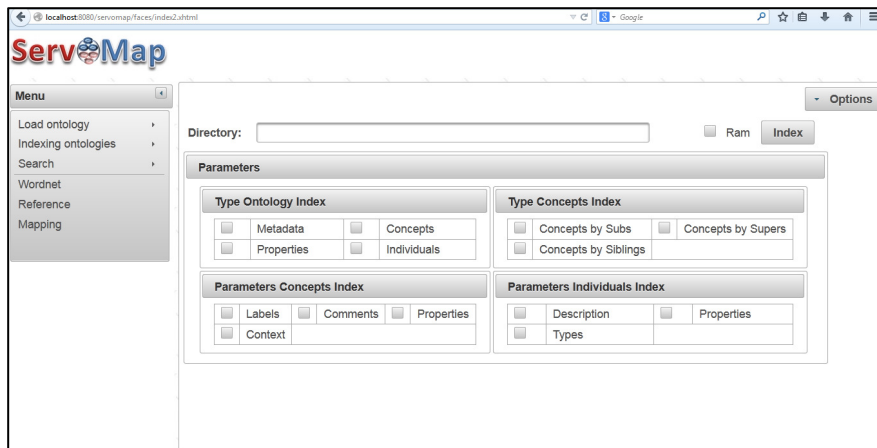 localhost:8080/servomap/faces/index2.xhtml
Google
ServoMap
Menu
Options
Load ontology
Directory:
Ram
Index
Indexing ontologies
Search
Parameters
Wordnet
Reference
Type Ontology Index
Type Concepts Index
Mapping
Metadata
Concepts
Concepts by Subs
Concepts by Supers
Properties
Individuals
Concepts by Siblings
Parameters Concepts Index
Parameters Individuals Index
Labels
Comments
Properties
Description
Properties
Context
Types